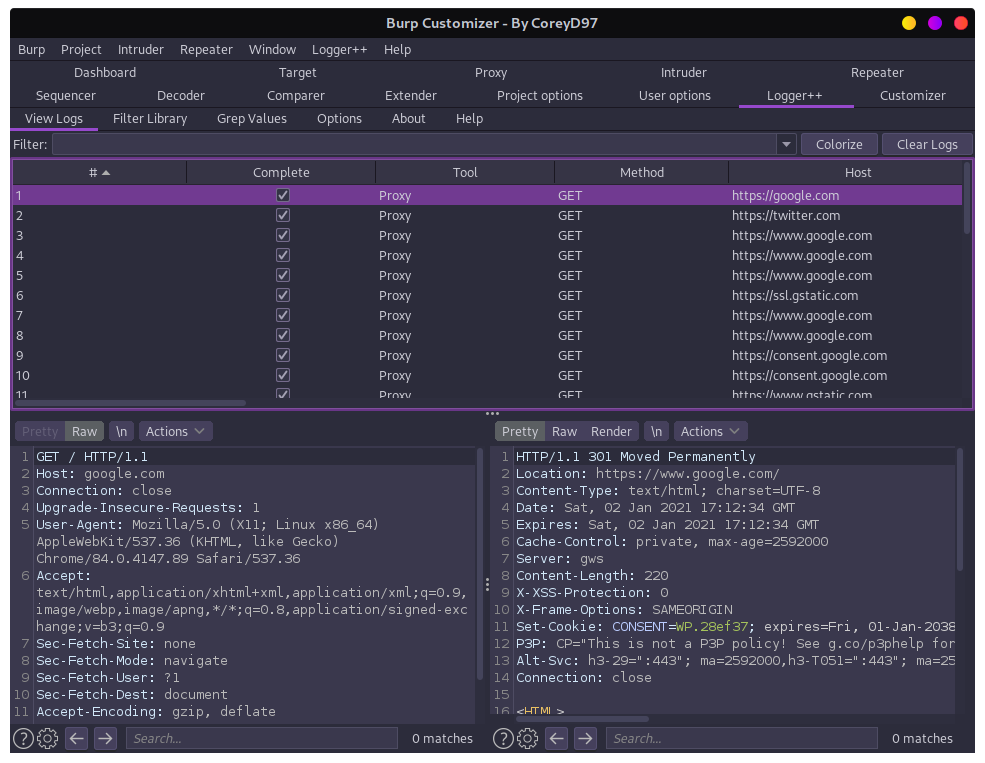 Burp Customizer - By CoreyD97
Burp Project Intruder Repeater Window Logger++ Help
Dashboard Target Proxy Intruder Repeater
Sequencer Decoder Comparer Extender Project options User options Logger++ Customizer
View Logs Filter Library Grep Values Options About Help
Filter: Colorize Clear Logs
# Complete Tool Method Host
1 Proxy GET https://google.com
2 Proxy GET https://twitter.com
3 Proxy GET https://www.google.com
4 Proxy GET https://www.google.com
5 Proxy GET https://www.google.com
6 Proxy GET https://ssl.gstatic.com
7 Proxy GET https://www.google.com
8 Proxy GET https://www.google.com
9 Proxy GET https://consent.google.com
10 Proxy GET https://consent.google.com
11 Proxy GET https://www.gstatic.com
Pretty Raw \n Actions
1 GET / HTTP/1.1
2 Host: google.com
3 Connection: close
4 Upgrade-Insecure-Requests: 1
5 User-Agent: Mozilla/5.0 (X11; Linux x86_64)
AppleWebKit/537.36 (KHTML, like Gecko)
Chrome/84.0.4147.89 Safari/537.36
6 Accept:
text/html,application/xhtml+xml,application/xml;q=0.9,
image/webp,image/apng,*/*;q=0.8,application/signed-exc
hange;v=b3;q=0.9
7 Sec-Fetch-Site: none
8 Sec-Fetch-Mode: navigate
9 Sec-Fetch-User: ?1
10 Sec-Fetch-Dest: document
11 Accept-Encoding: gzip, deflate
? Search... 0 matches
Pretty Raw Render \n Actions
1 HTTP/1.1 301 Moved Permanently
2 Location: https://www.google.com/
3 Content-Type: text/html; charset=UTF-8
4 Date: Sat, 02 Jan 2021 17:12:34 GMT
5 Expires: Sat, 02 Jan 2021 17:12:34 GMT
6 Cache-Control: private, max-age=2592000
7 Server: gws
8 Content-Length: 220
9 X-XSS-Protection: 0
10 X-Frame-Options: SAMEORIGIN
11 Set-Cookie: CONSENT=WP.28ef37; expires=Fri, 01-Jan-2038
12 P3P: CP="This is not a P3P policy! See g.co/p3phelp for
13 Alt-Svc: h3-29=":443"; ma=2592000,h3-T051=":443"; ma=25
14 Connection: close
15
16 <HTML>
? Search... 0 matches